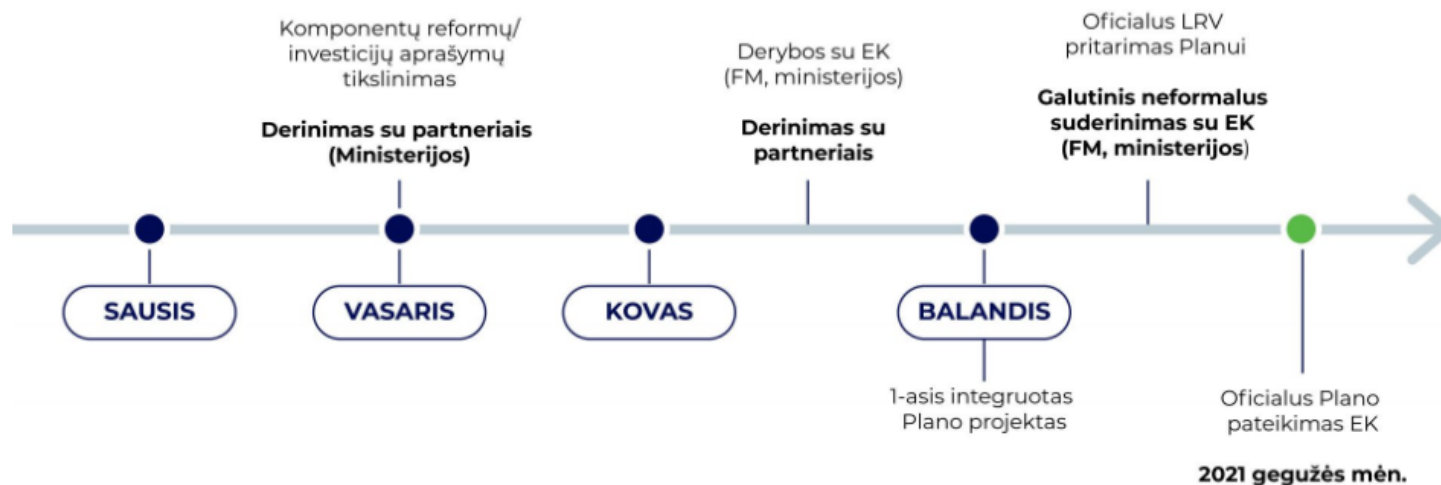 Komponentų reformų/
investicijų aprašymų
tikslinimas
Derinimas su partneriais
(Ministerijos)
Derybos su EK
(FM, ministerijos)
Derinimas su
partneriais
Oficialus LRV
pritarimas Planui
Galutinis neformalus
suderinimas su EK
(FM, ministerijos)
SAUSIS
VASARIS
KOVAS
BALANDIS
1-asis integruotas
Plano projektas
Oficialus Plano
pateikimas EK
2021 gegužės mėn.